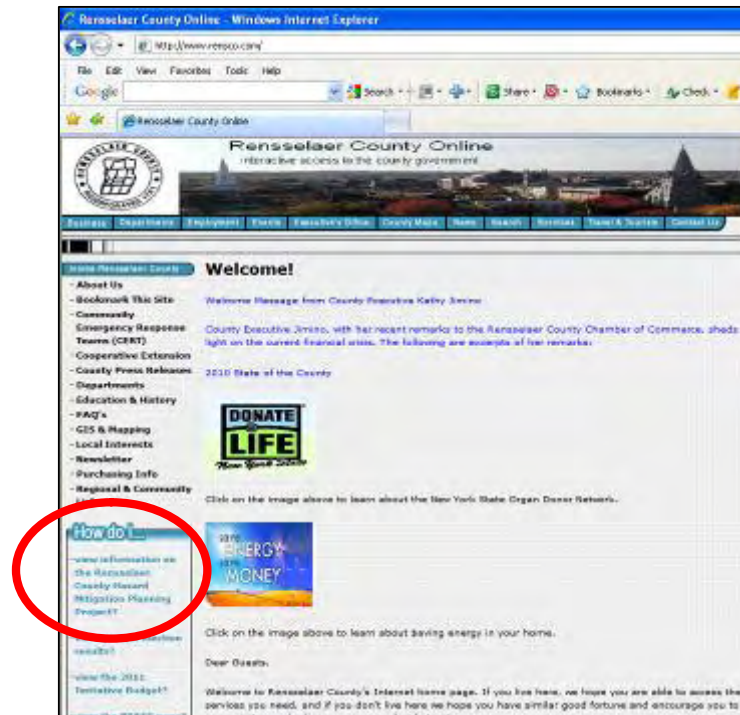 Rensselaer County Online - Windows Internet Explorer
http://www.rensco.com/
File Edit View Favorites Tools Help
Google Search Share Bookmarks Check
Rensselaer County Online
RENSSELAER COUNTY
Rensselaer County Online
interactive access to the county government
Business Departments Employment Events Executive's Office County Maps News Search Services Travel & Tourism Contact Us
Inside Rensselaer County
Welcome!
- About Us
- Bookmark This Site
- Community
Emergency Response
Teams (CERT)
- Cooperative Extension
- County Press Releases
- Departments
- Education & History
- FAQ's
- GIS & Mapping
- Local Interests
- Newsletter
- Purchasing Info
- Regional & Community
Welcome Message from County Executive Kathy Jimino
County Executive Jimino, with her recent remarks to the Rensselaer County Chamber of Commerce, sheds
light on the current financial crisis. The following are excerpts of her remarks:
2010 State of the County
DONATE
LIFE
New York State
Click on the image above to learn about the New York State Organ Donor Network.
How do I...
-view information on
the Rensselaer
County Hazard
Mitigation Planning
Project?
election
results?
-view the 2011
Tentative Budget?
SAVE
ENERGY
SAVE
MONEY
Click on the image above to learn about saving energy in your home.
Dear Guests,
Welcome to Rensselaer County's Internet home page. If you live here, we hope you are able to access the
services you need, and if you don't live here we hope you have similar good fortune and encourage you to